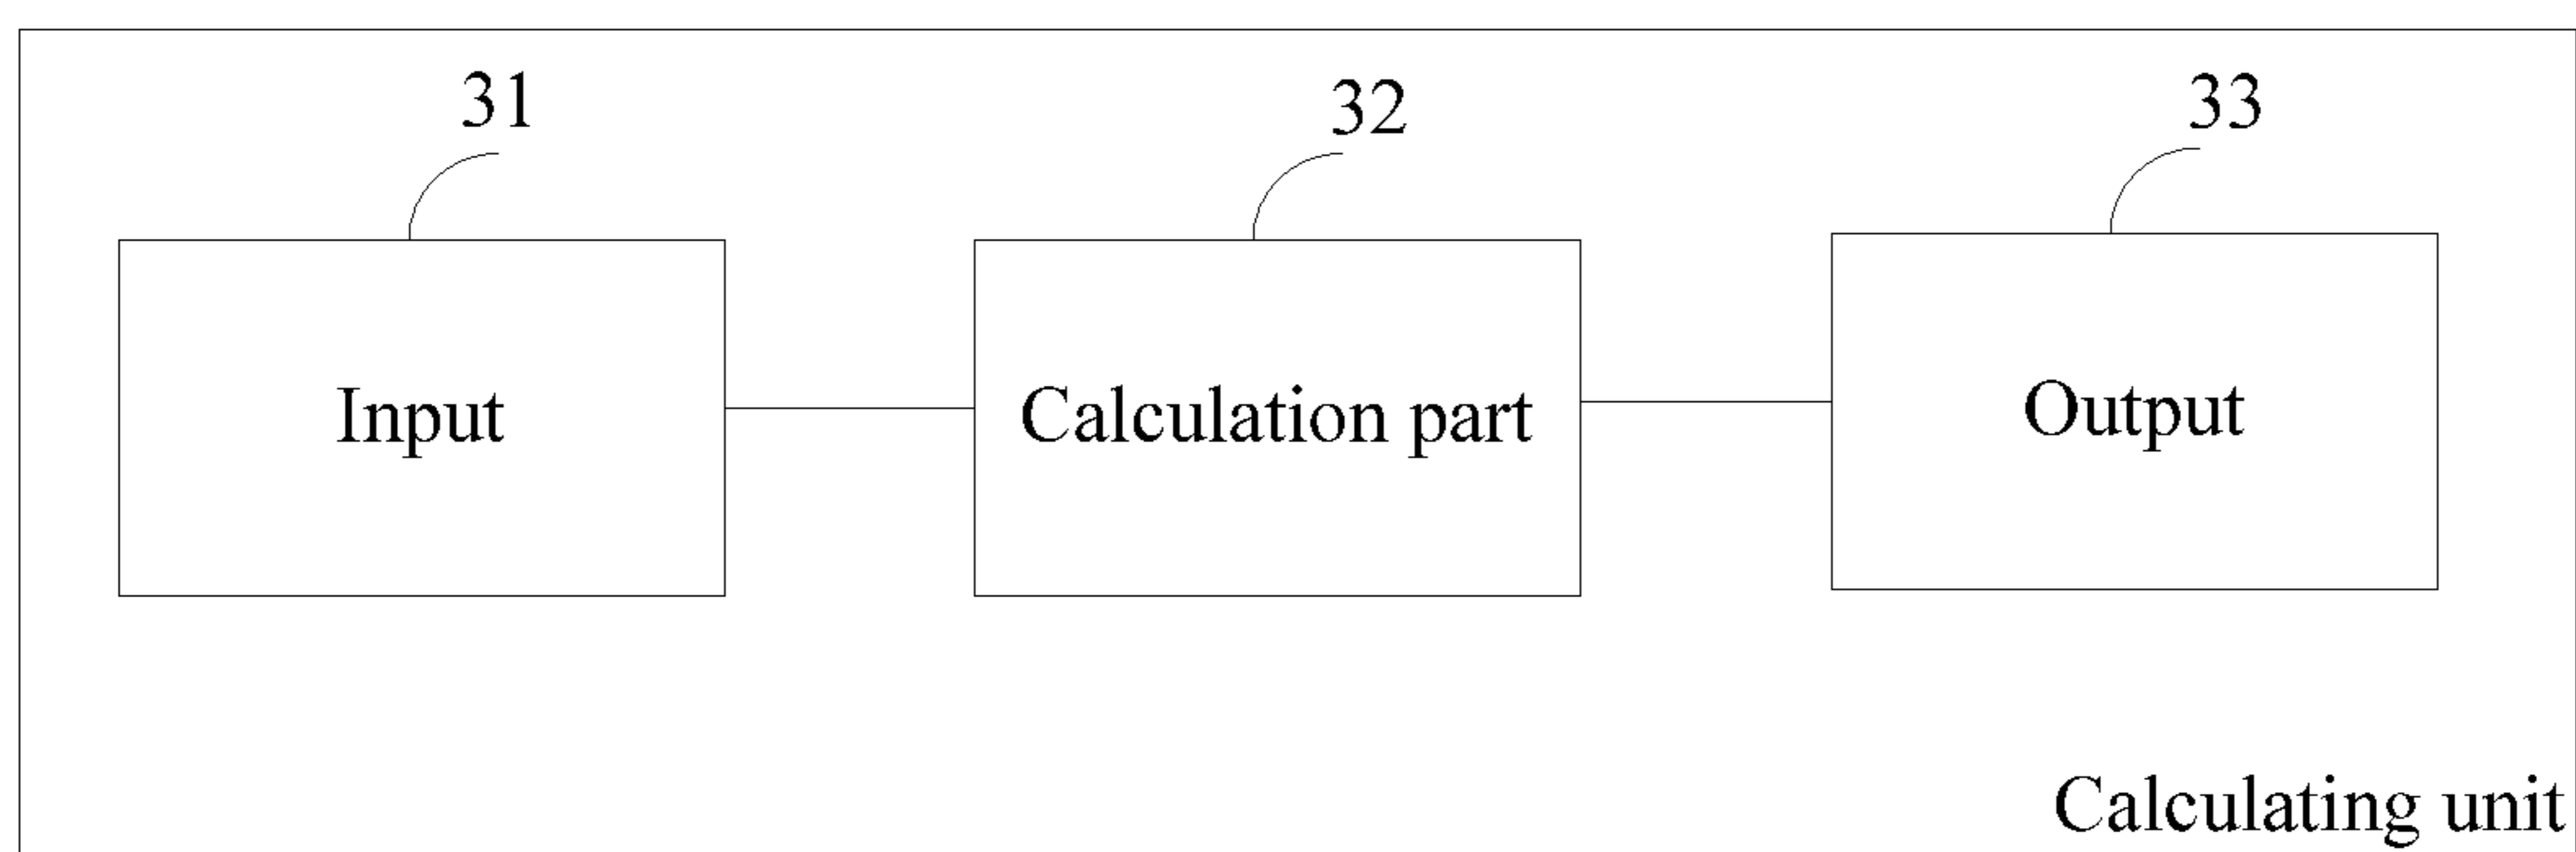 31
32
33
Input
Calculation part
Output
Calculating unit